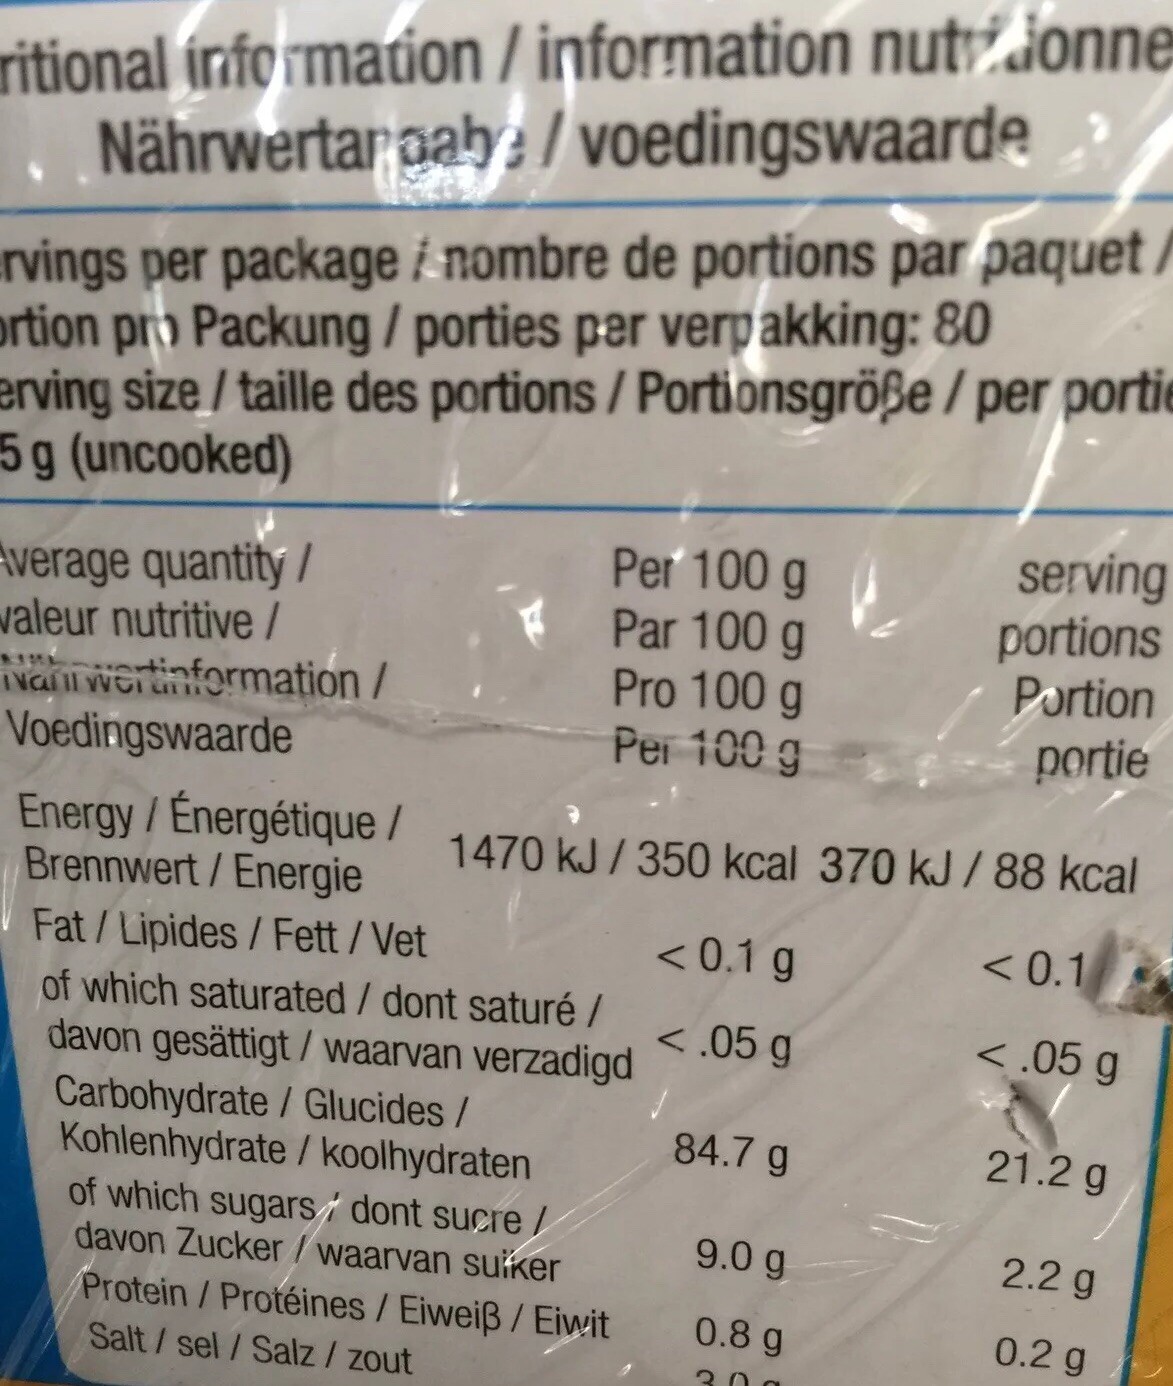 ritional information / information nutritionne
Nährwertangabe / voedingswaarde
rvings per package / nombre de portions par paquet /
ortion pro Packung / porties per verpakking: 80
erving size / taille des portions / Portionsgröße / per portie
5 g (uncooked)
Average quantity / Per 100 g serving
valeur nutritive / Par 100 g portions
Nährwertinformation / Pro 100 g Portion
Voedingswaarde Per 100 g portie
Energy / Énergétique /
Brennwert / Energie 1470 kJ / 350 kcal 370 kJ / 88 kcal
Fat / Lipides / Fett / Vet < 0.1 g < 0.1
of which saturated / dont saturé /
davon gesättigt / waarvan verzadigd < .05 g < .05 g
Carbohydrate / Glucides /
Kohlenhydrate / koolhydraten 84.7 g 21.2 g
of which sugars / dont sucre /
davon Zucker / waarvan suiker 9.0 g 2.2 g
Protein / Protéines / Eiweiß / Eiwit 0.8 g 0.2 g
Salt / sel / Salz / zout